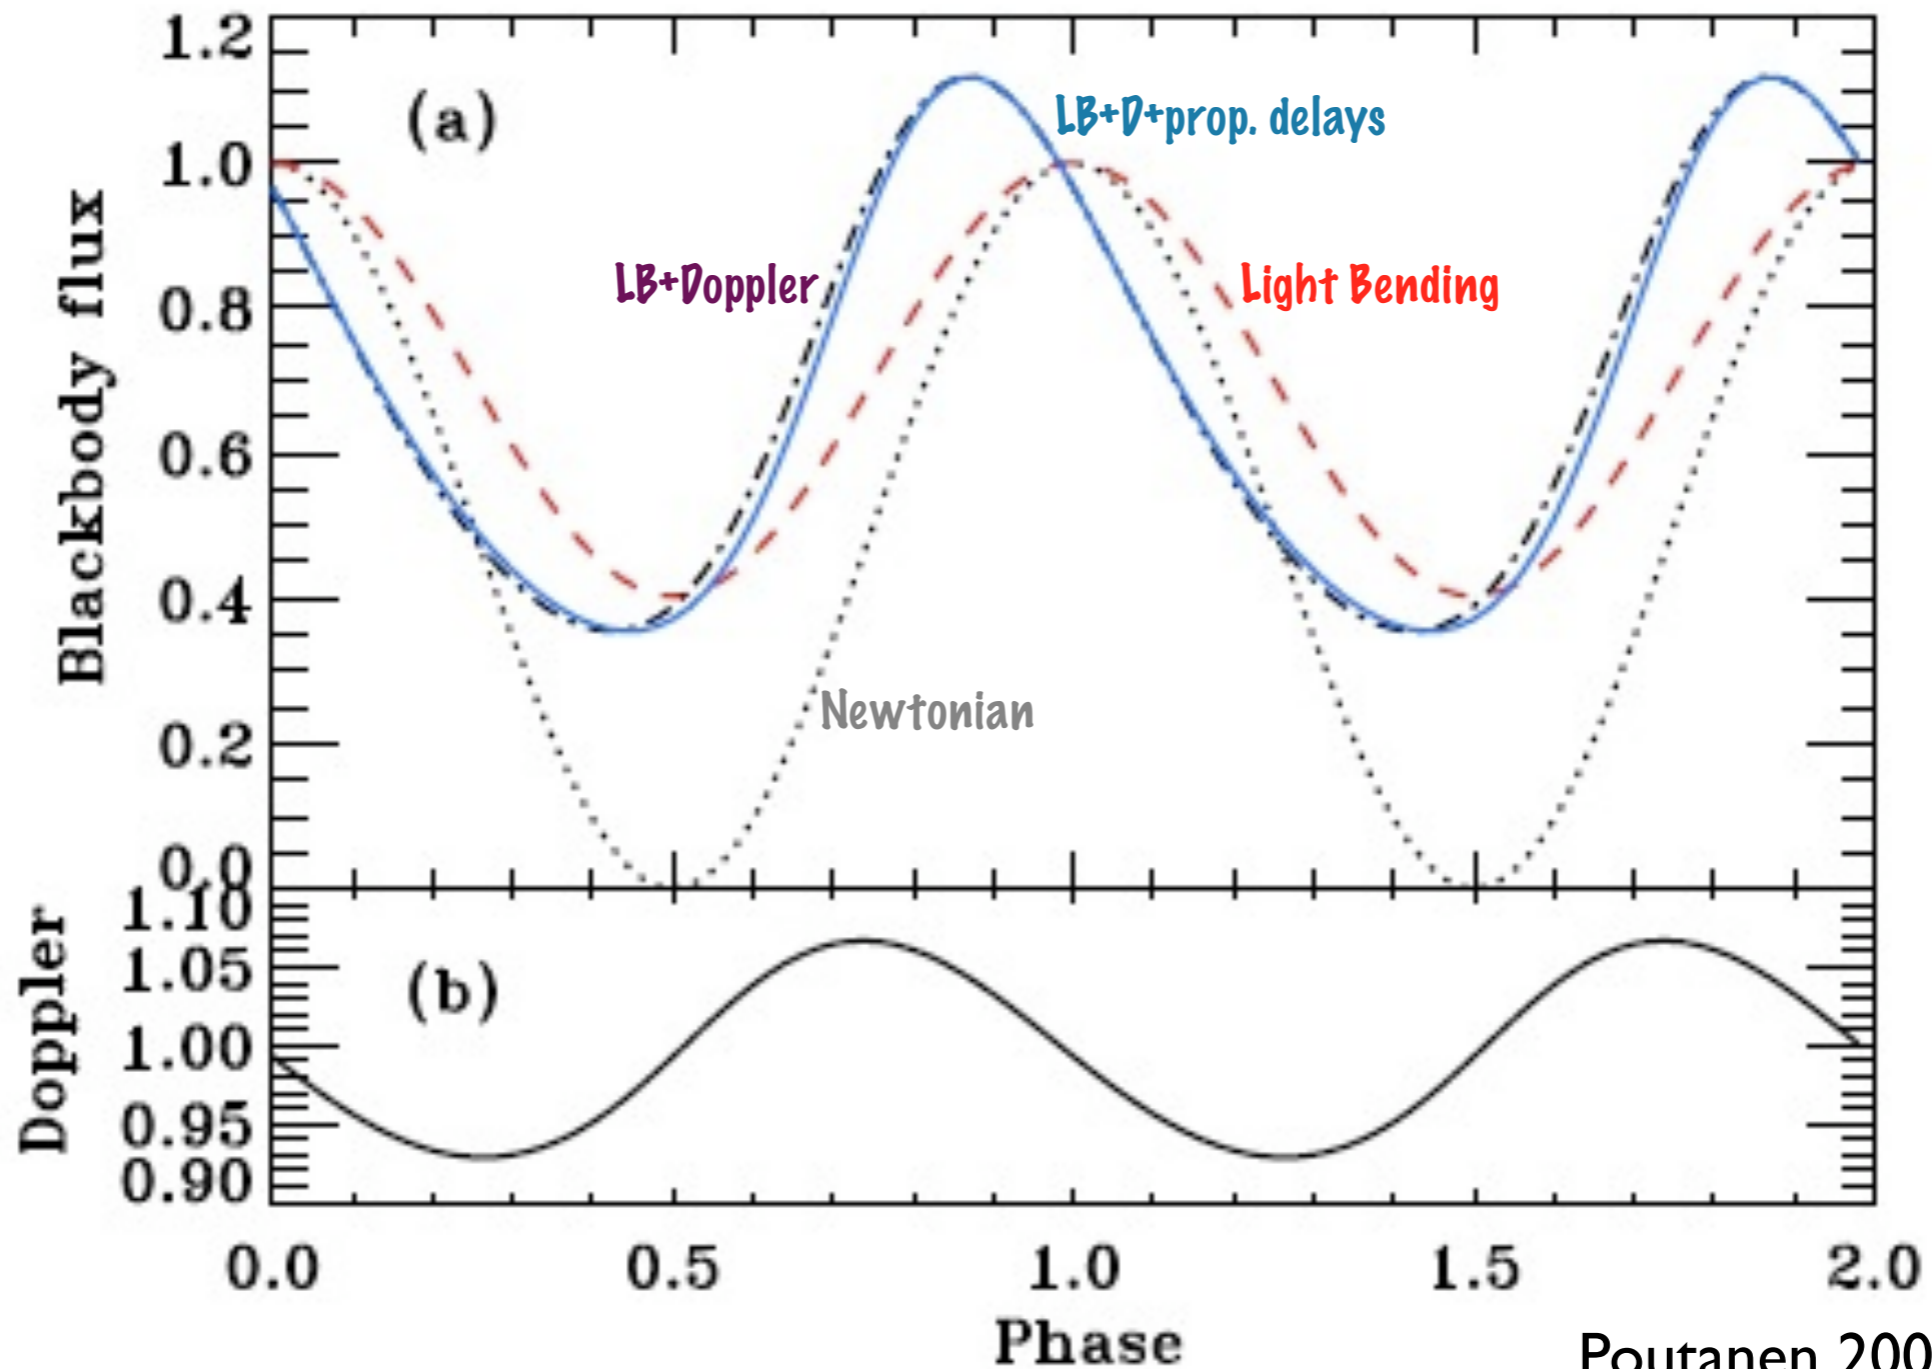 1.2
(a)
LB+D+prop. delays
1.0
LB+Doppler
Light Bending
0.8
Blackbody flux
0.6
0.4
Newtonian
0.2
0.0
1.10
1.05
(b)
1.00
Doppler
0.95
0.90
0.0 0.5 1.0 1.5 2.0
Phase
Poutanen 200